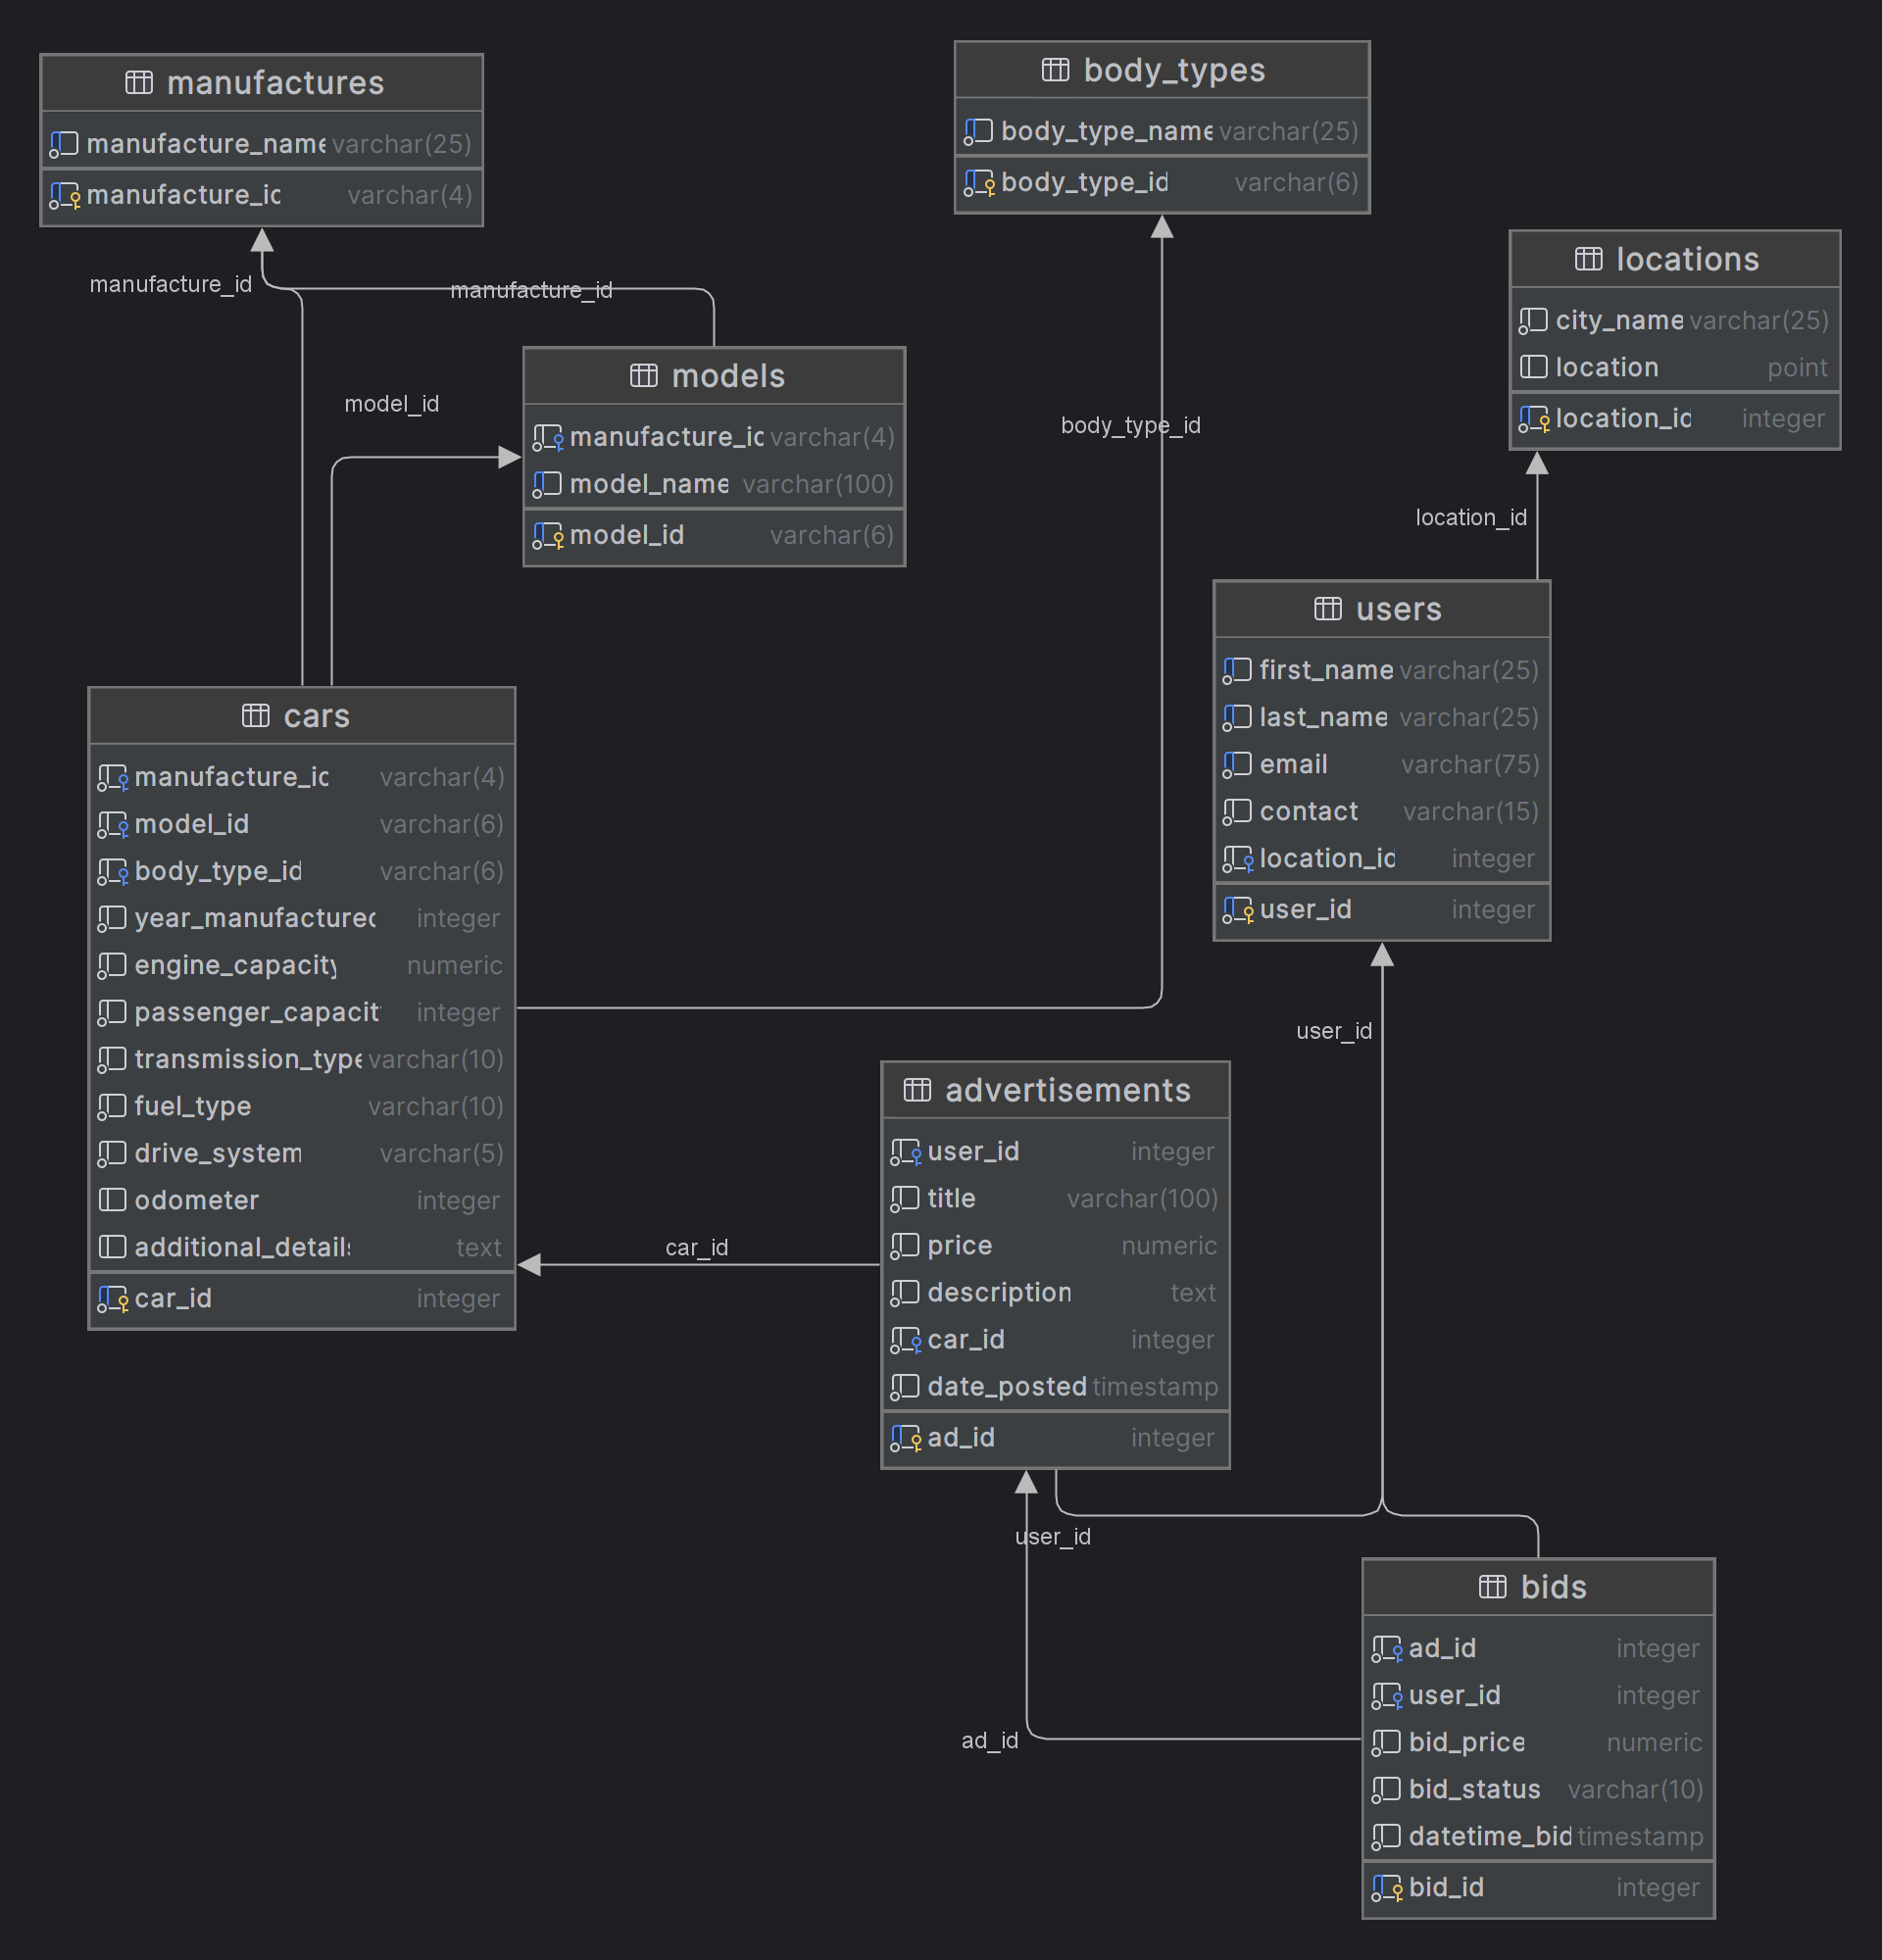 manufactures
manufacture_name varchar(25)
manufacture_ic varchar(4)
body_types
body_type_name varchar(25)
body_type_id varchar(6)
locations
city_name varchar(25)
location point
location_id integer
manufacture_id
manufacture_id
models
manufacture_ic varchar(4)
model_name varchar(100)
model_id varchar(6)
model_id
body_type_id
location_id
users
first_name varchar(25)
last_name varchar(25)
email varchar(75)
contact varchar(15)
location_id integer
user_id integer
cars
manufacture_ic varchar(4)
model_id varchar(6)
body_type_id varchar(6)
year_manufacturec integer
engine_capacity numeric
passenger_capacit integer
transmission_type varchar(10)
fuel_type varchar(10)
drive_system varchar(5)
odometer integer
additional_details text
car_id integer
user_id
advertisements
user_id integer
title varchar(100)
price numeric
description text
car_id integer
date_posted timestamp
ad_id integer
car_id
user_id
ad_id
bids
ad_id integer
user_id integer
bid_price numeric
bid_status varchar(10)
datetime_bid timestamp
bid_id integer